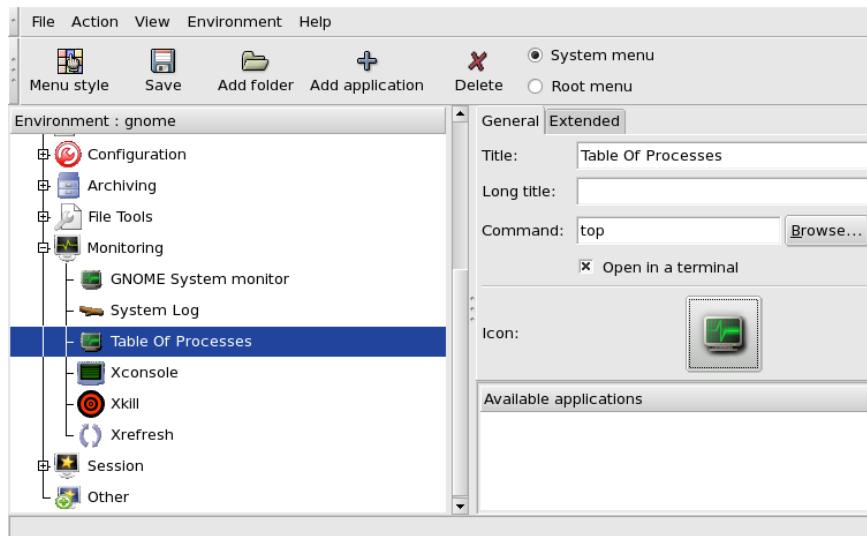 File Action View Environment Help
Menu style Save Add folder Add application Delete
System menu
Root menu
Environment : gnome
Configuration
Archiving
File Tools
Monitoring
GNOME System monitor
System Log
Table Of Processes
Xconsole
Xkill
Xrefresh
Session
Other
General Extended
Title: Table Of Processes
Long title:
Command: top Browse...
Open in a terminal
Icon:
Available applications